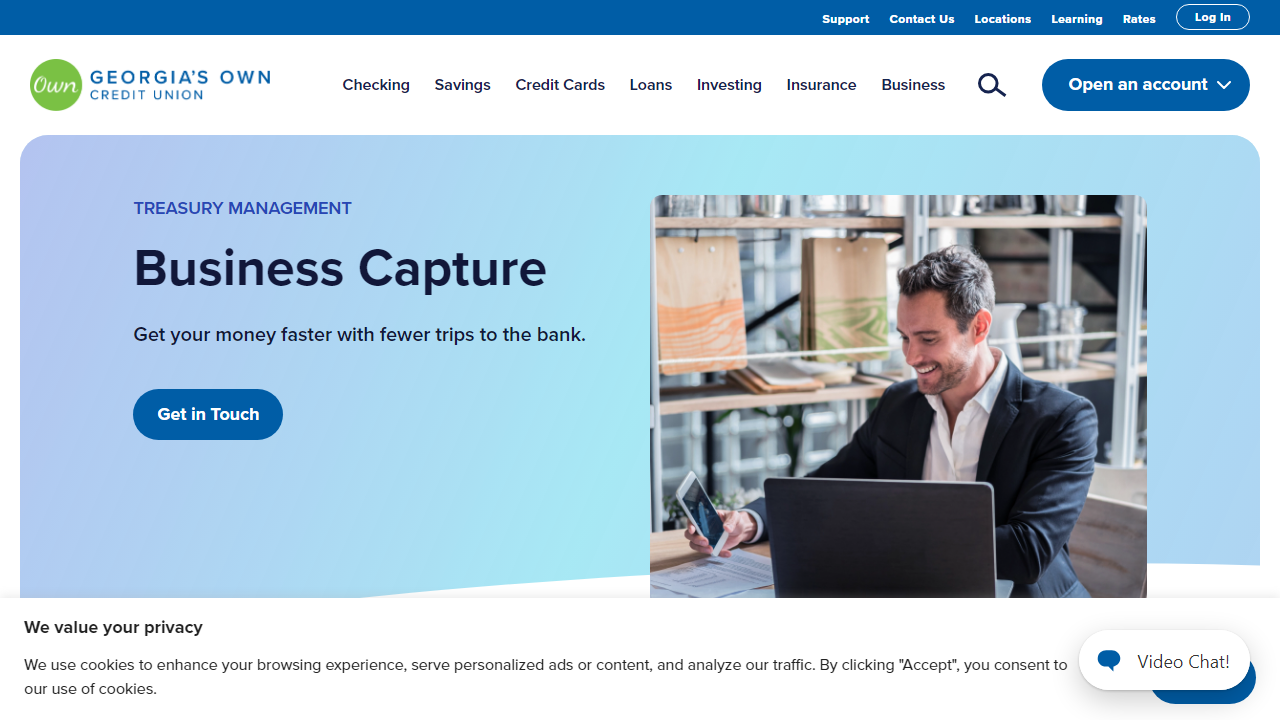 Support Contact Us Locations Learning Rates Log In
Own GEORGIA'S OWN
CREDIT UNION
Checking Savings Credit Cards Loans Investing Insurance Business Open an account
TREASURY MANAGEMENT
Business Capture
Get your money faster with fewer trips to the bank.
Get in Touch
We value your privacy
We use cookies to enhance your browsing experience, serve personalized ads or content, and analyze our traffic. By clicking "Accept", you consent to
our use of cookies.
Video Chat!